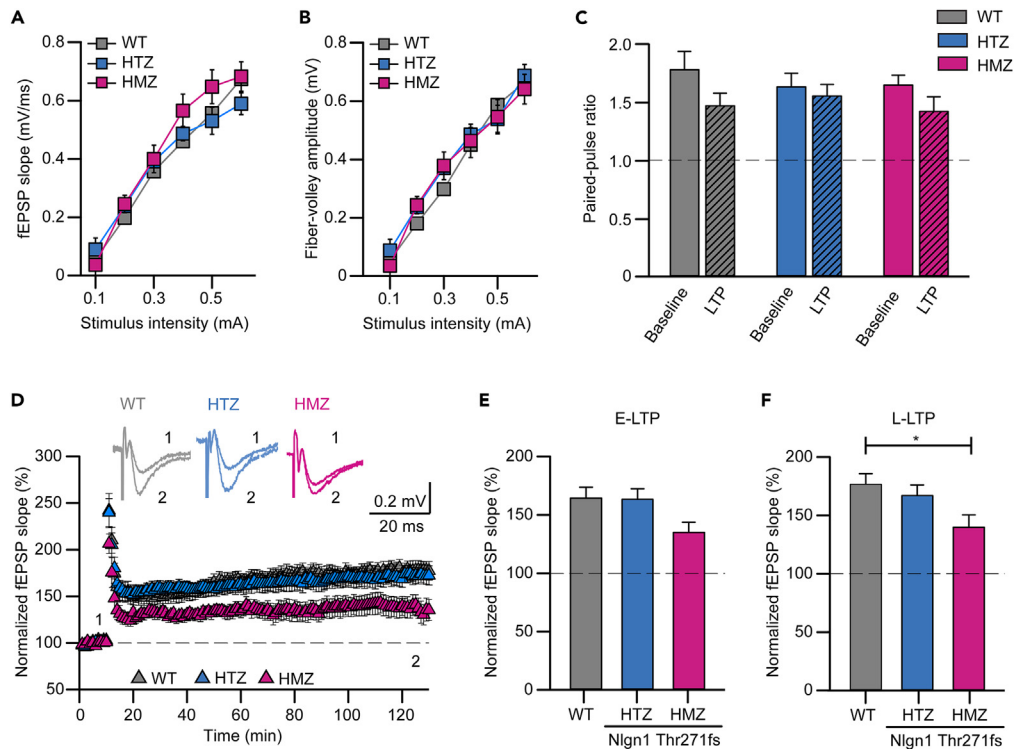 A
WT
HTZ
HMZ
fEPSP slope (mV/ms)
0.8
0.6
0.4
0.2
0
0.1
0.3
0.5
Stimulus intensity (mA)
B
WT
HTZ
HMZ
Fiber-volley amplitude (mV)
0.8
0.6
0.4
0.2
0
0.1
0.3
0.5
Stimulus intensity (mA)
C
WT
HTZ
HMZ
Paired-pulse ratio
2.0
1.5
1.0
0.5
0
Baseline
LTP
Baseline
LTP
Baseline
LTP
D
WT
HTZ
HMZ
1
2
1
2
1
2
0.2 mV
20 ms
Normalized fEPSP slope (%)
300
250
200
150
100
50
1
2
WT
HTZ
HMZ
0
20
40
60
80
100
120
Time (min)
E
E-LTP
Normalized fEPSP slope (%)
200
150
100
50
0
WT
HTZ
HMZ
Nlgn1 Thr271fs
F
L-LTP
*
Normalized fEPSP slope (%)
200
150
100
50
0
WT
HTZ
HMZ
Nlgn1 Thr271fs